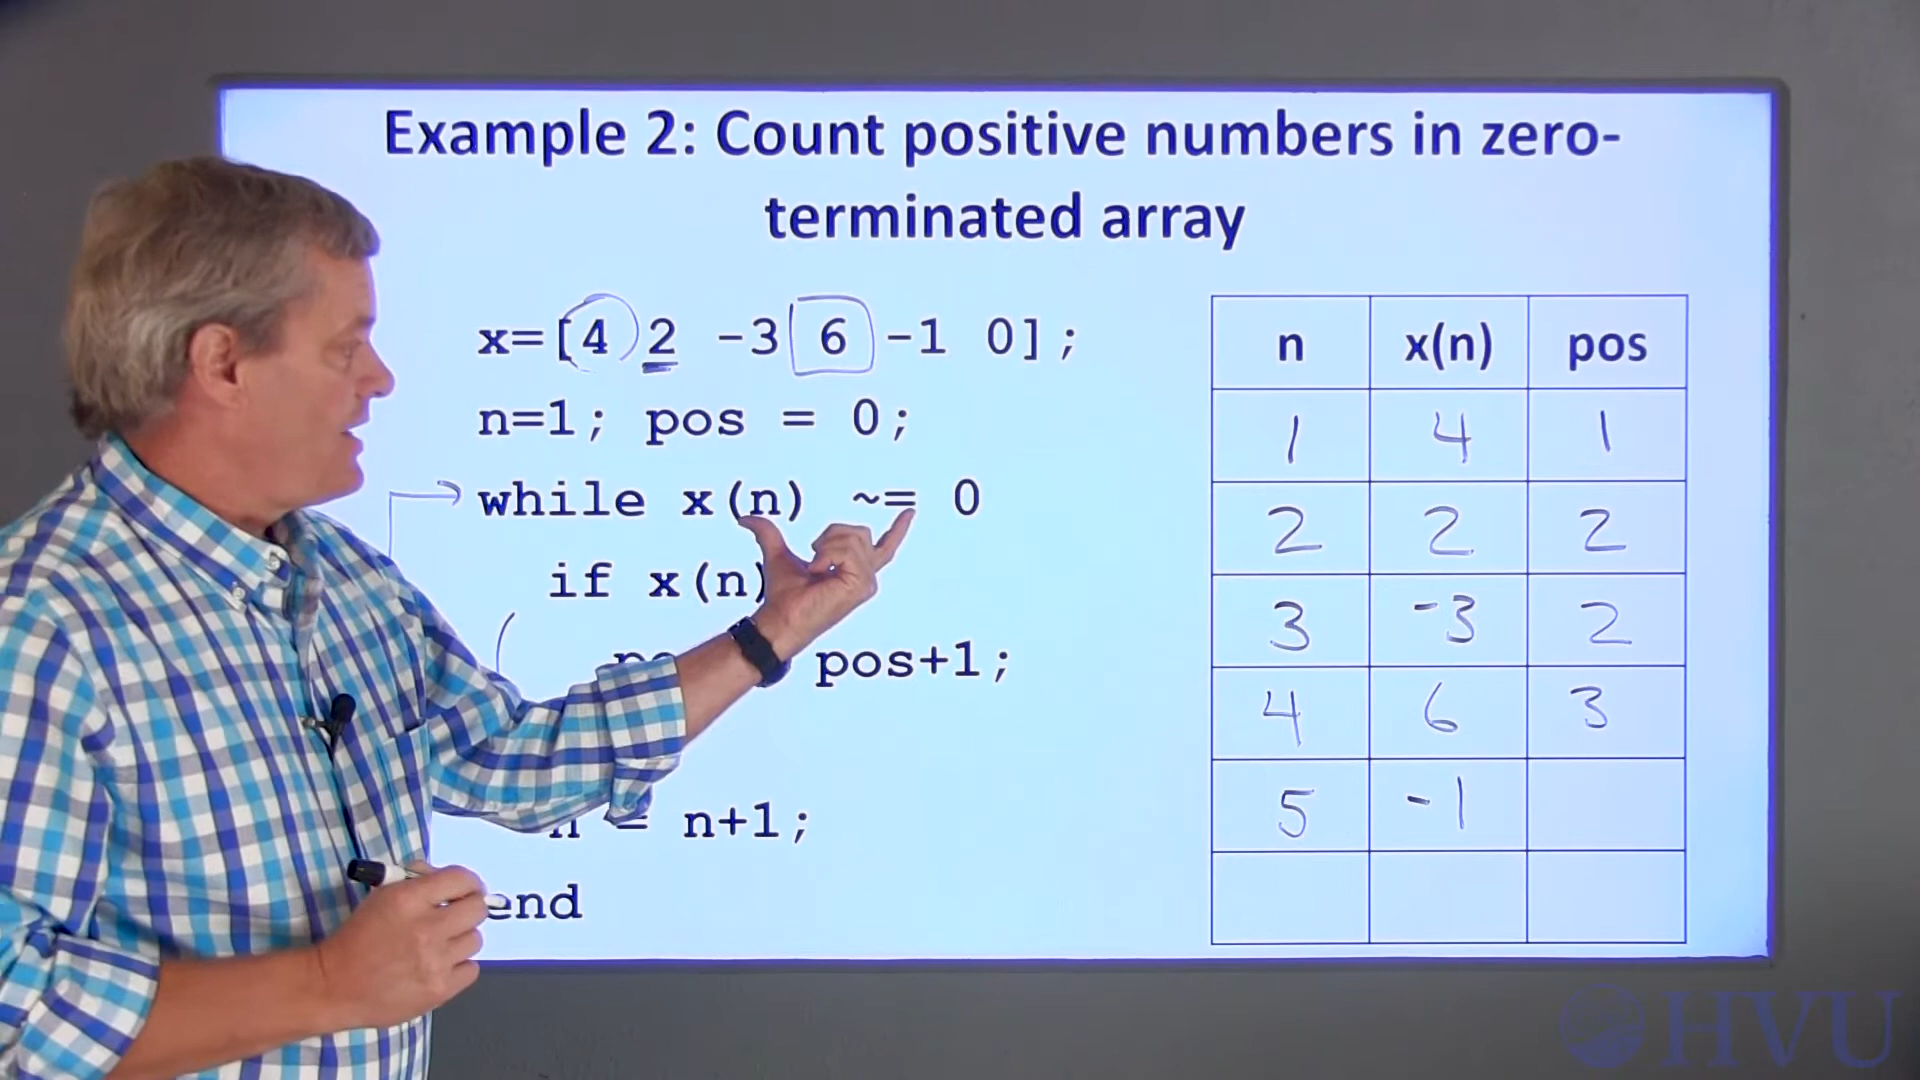 Example 2: Count positive numbers in zero-
terminated array
x=[4 2 -3 6 -1 0];
n=1; pos = 0;
while x(n) ~= 0
if x(n)
pos+1;
n = n+1;
end
n x(n) pos
1 4 1
2 2 2
3 -3 2
4 6 3
5 -1
HVU